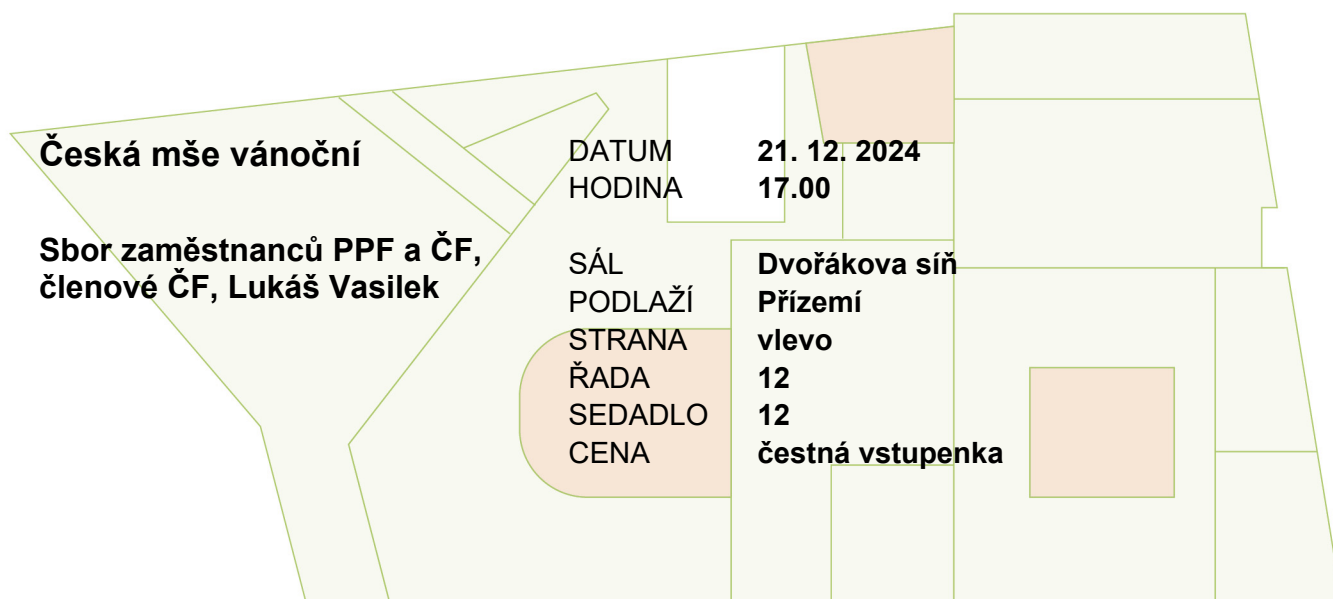 Česká mše vánoční
Sbor zaměstnanců PPF a ČF,
členové ČF, Lukáš Vasilek
DATUM 21. 12. 2024
HODINA 17.00
SÁL Dvořákova síň
PODLAŽÍ Přízemí
STRANA vlevo
ŘADA 12
SEDADLO 12
CENA čestná vstupenka